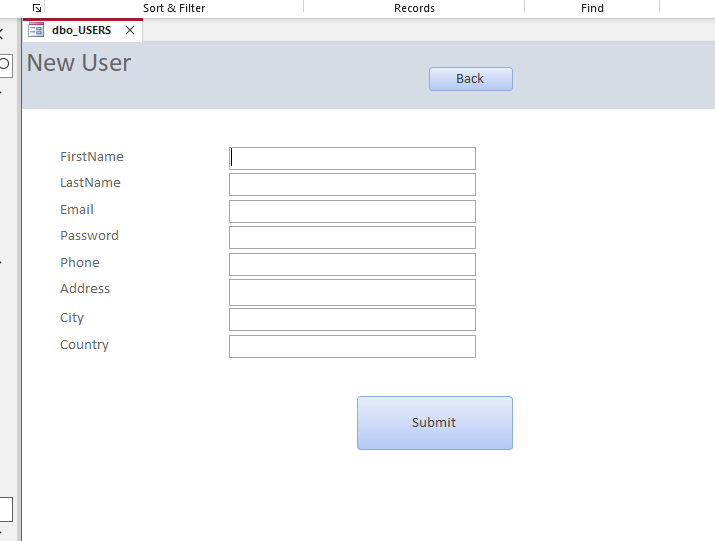 Sort & Filter
Records
Find
dbo_USERS
New User
Back
FirstName
LastName
Email
Password
Phone
Address
City
Country
Submit